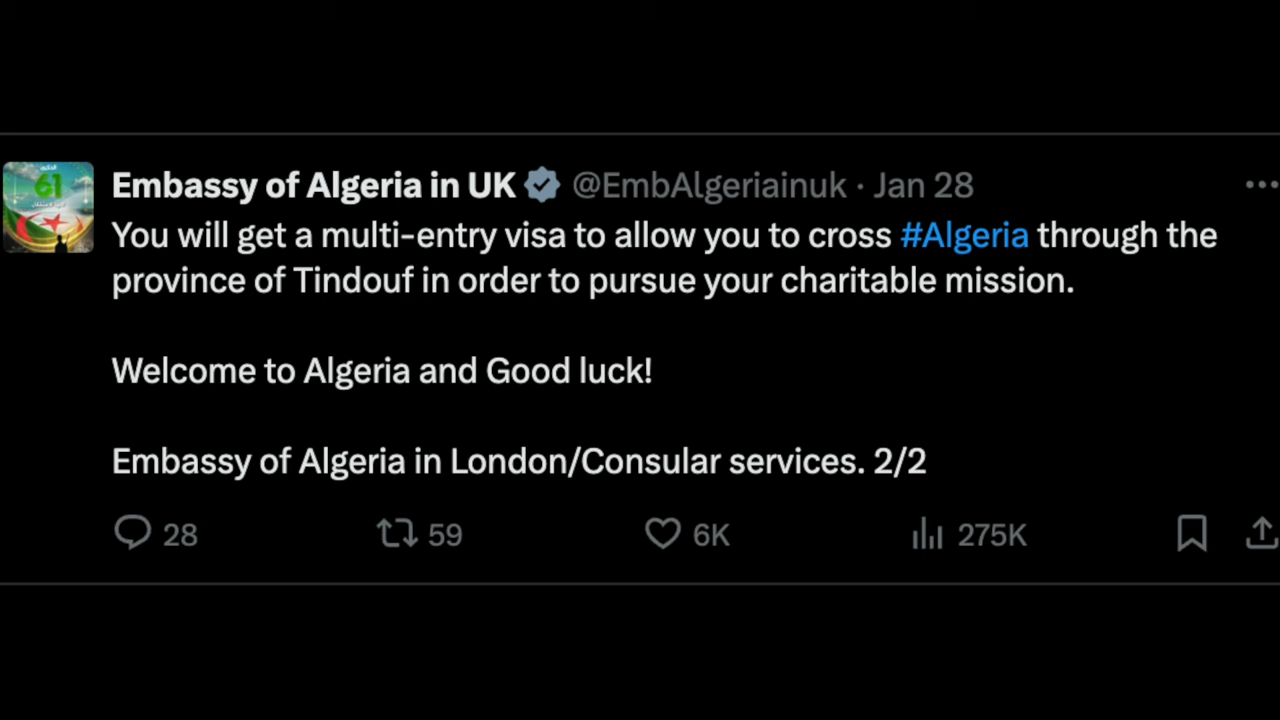 Embassy of Algeria in UK @EmbAlgeriainuk · Jan 28
61
You will get a multi-entry visa to allow you to cross #Algeria through the
province of Tindouf in order to pursue your charitable mission.
Welcome to Algeria and Good luck!
Embassy of Algeria in London/Consular services. 2/2
28 59 6K 275K